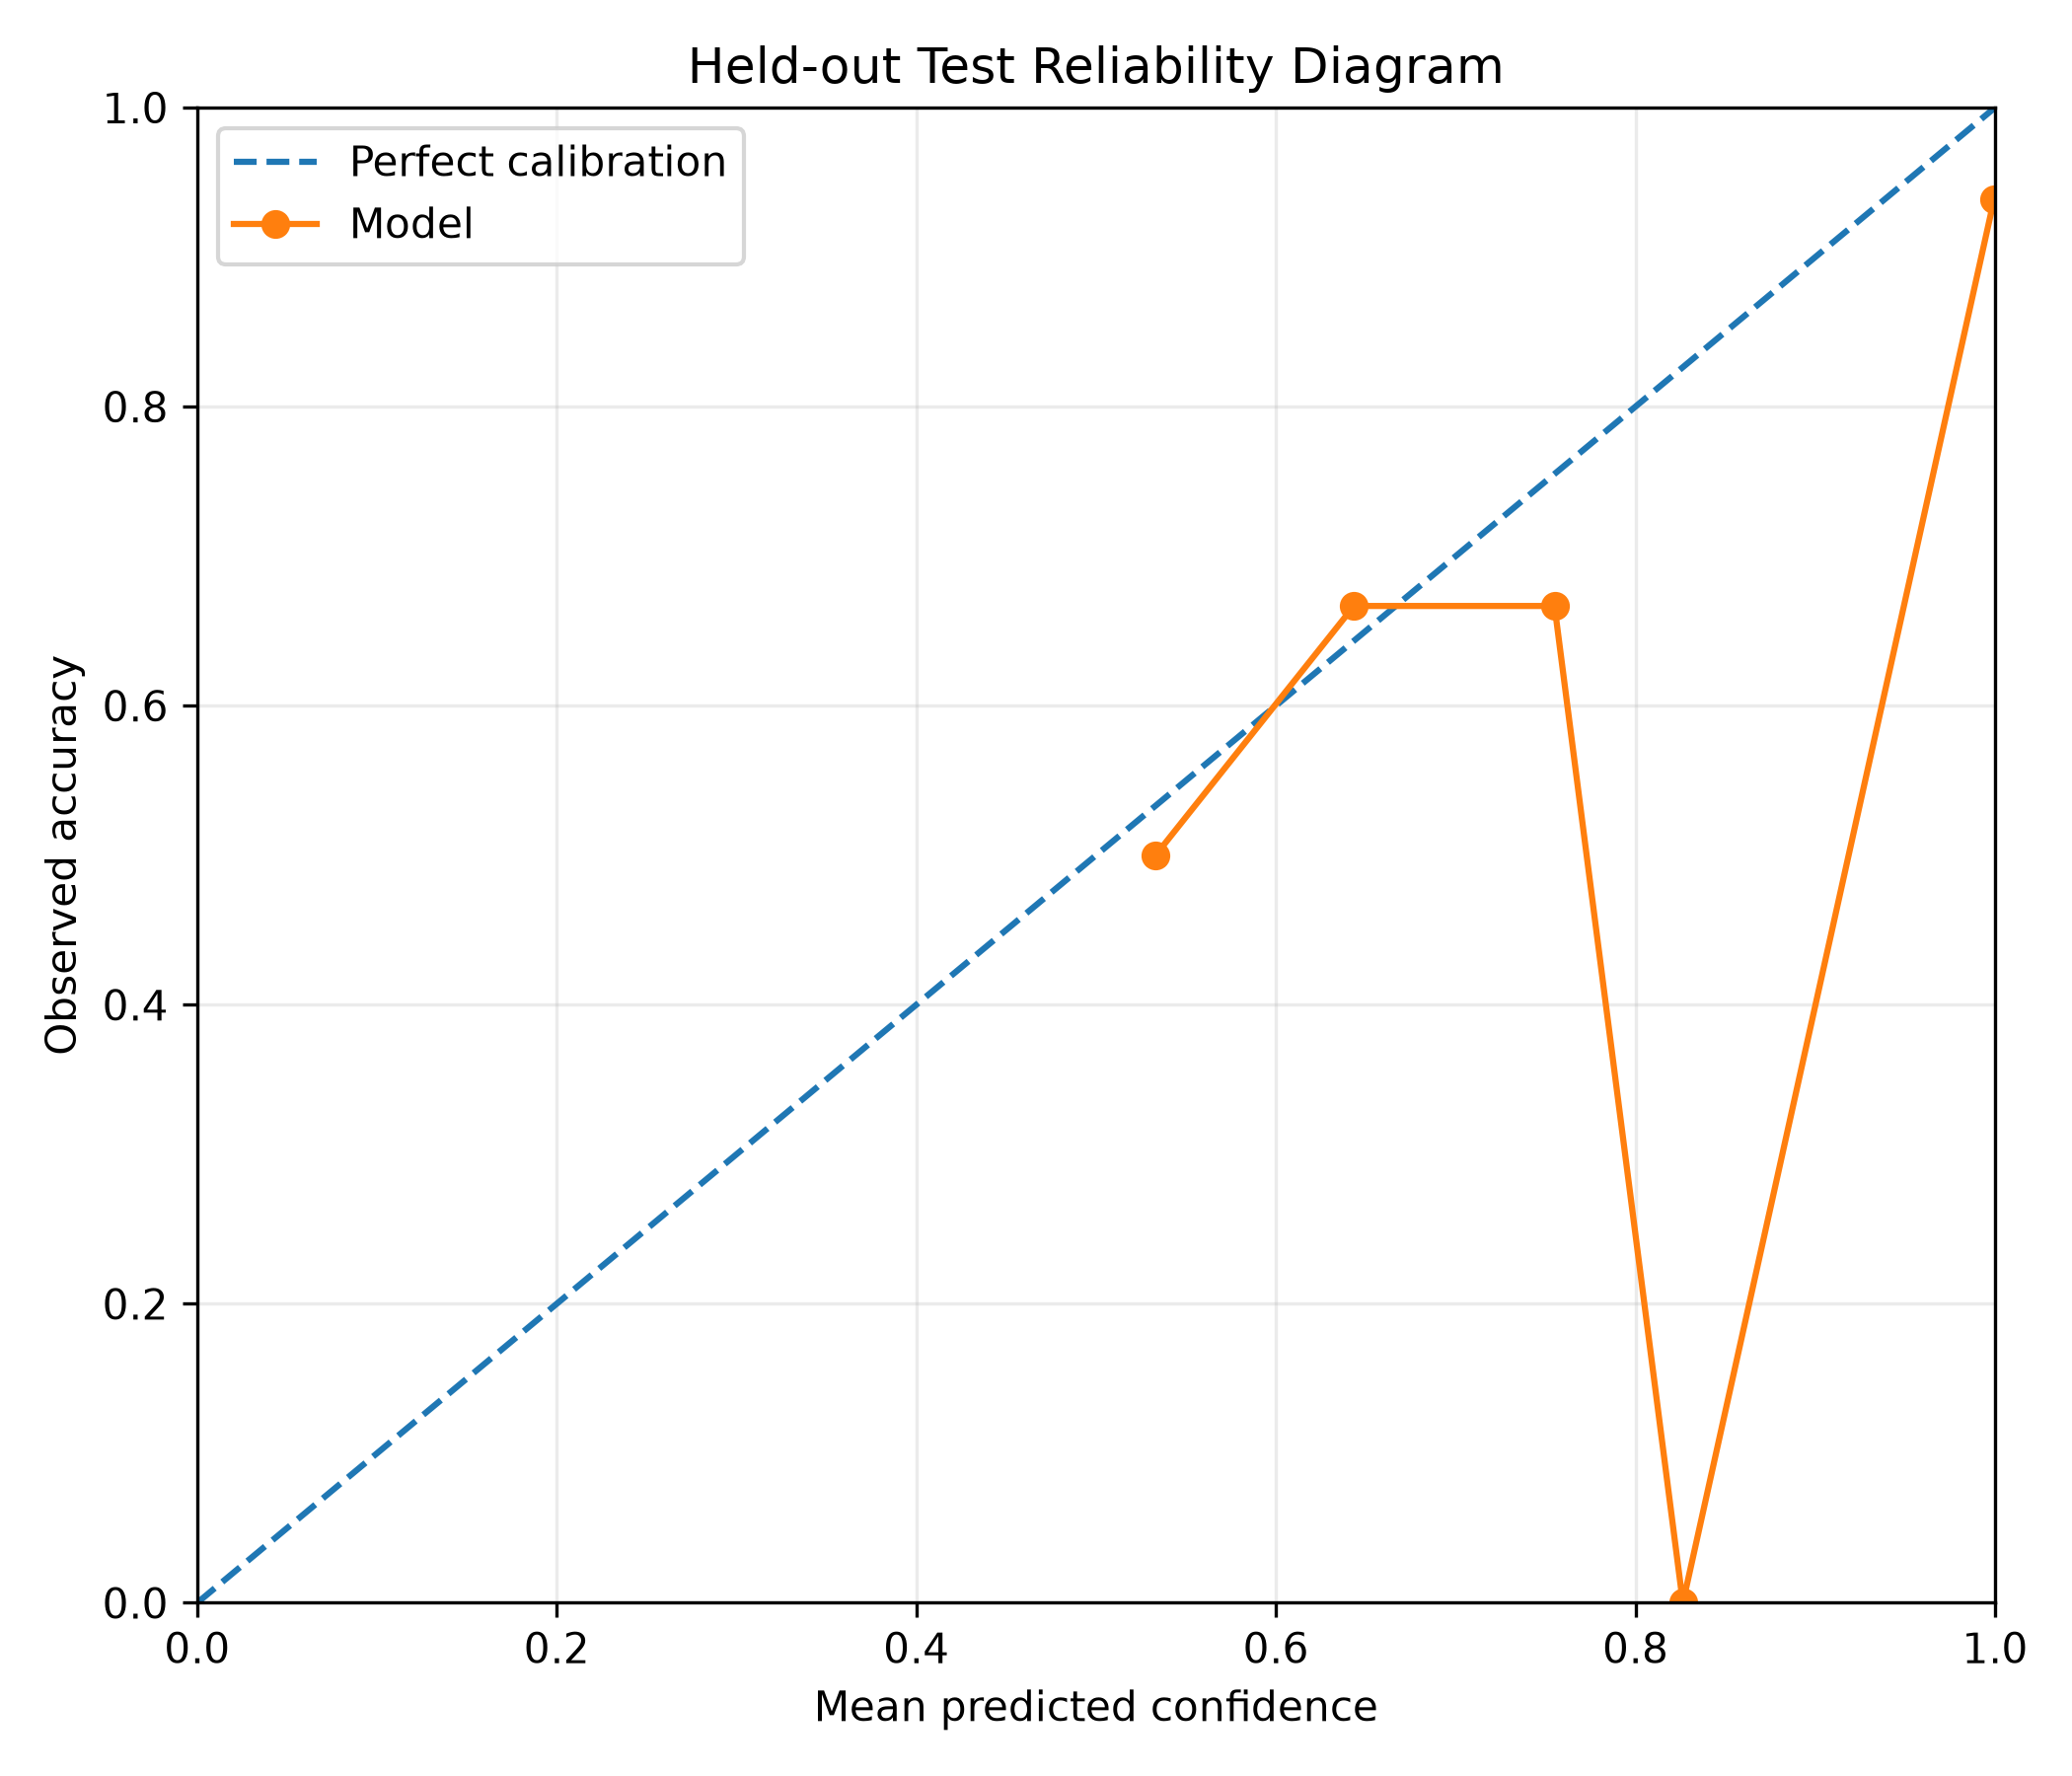 Held-out Test Reliability Diagram
Perfect calibration
Model
Observed accuracy
1.0
0.8
0.6
0.4
0.2
0.0
0.0 0.2 0.4 0.6 0.8 1.0
Mean predicted confidence